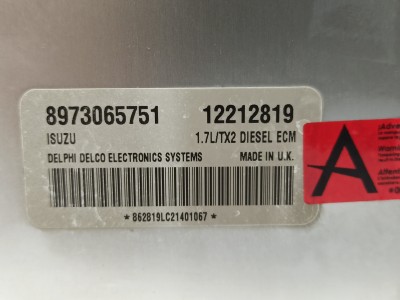 8973065751 12212819
ISUZU 1.7L/TX2 DIESEL ECM
DELPHI DELCO ELECTRONICS SYSTEMS MADE IN U.K.
*862819LC21401067*
A